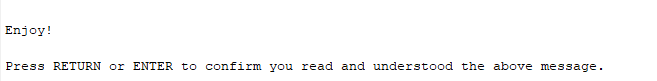 Enjoy!
Press RETURN or ENTER to confirm you read and understood the above message.